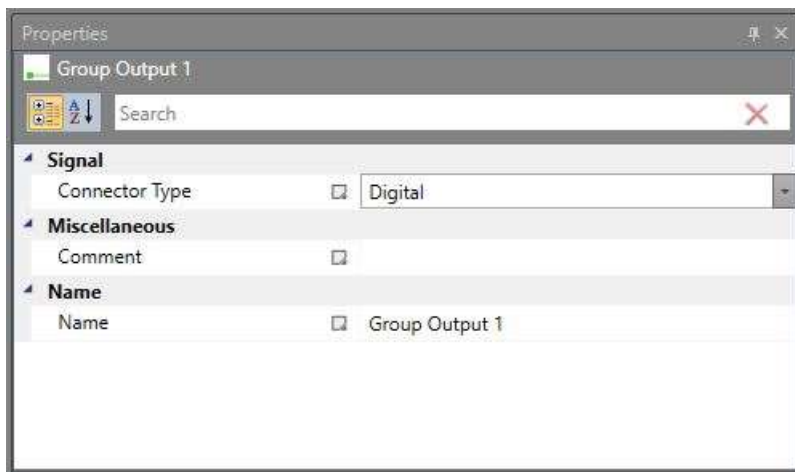 Properties
Group Output 1
A
Z
Search
Signal
Connector Type Digital
Miscellaneous
Comment
Name
Name Group Output 1